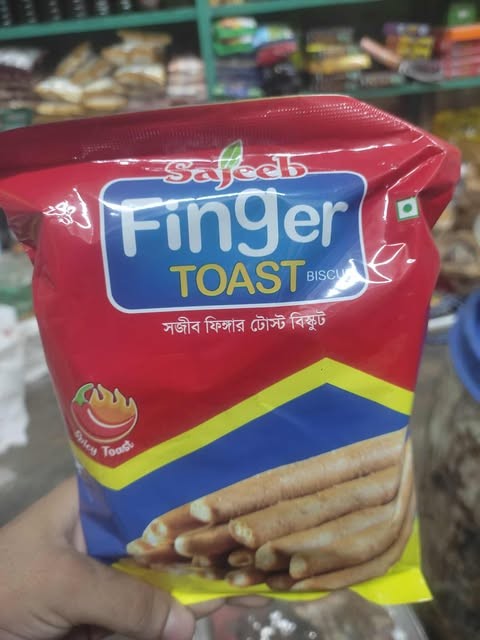 Sajeeb
Finger
TOAST BISCUIT
সজীব ফিঙ্গার টোস্ট বিস্কুট
Spicy Toast